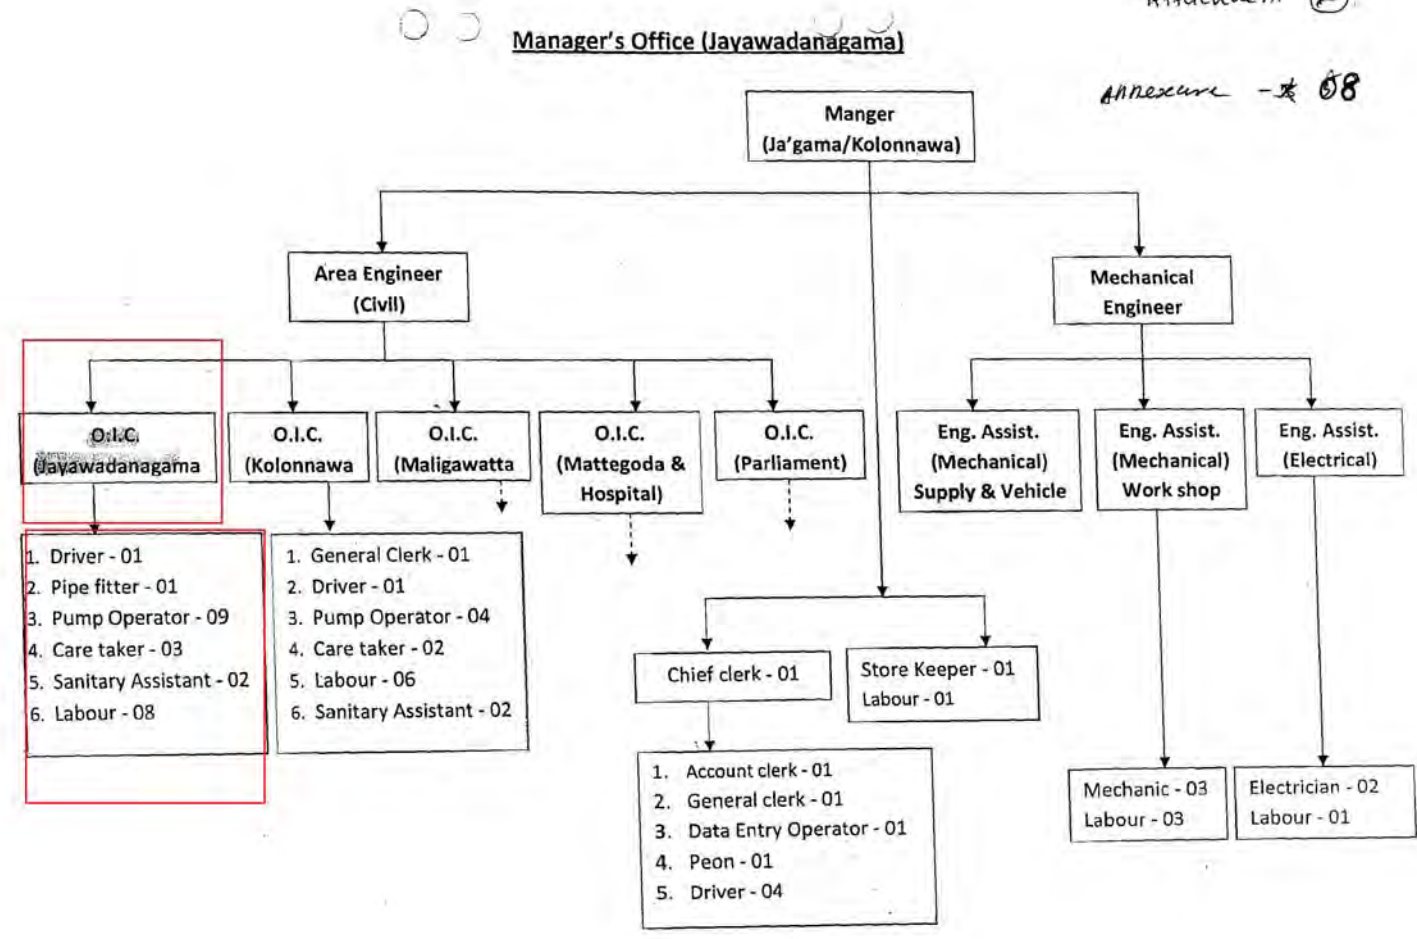 Attachment 2
Manager's Office (Jayawadanagama)
Annexure - 08
Manger
(Ja'gama/Kolonnawa)
Area Engineer
(Civil)
Mechanical
Engineer
O.I.C.
(Jayawadanagama
O.I.C.
(Kolonnawa
O.I.C.
(Maligawatta
O.I.C.
(Mattegoda &
Hospital)
O.I.C.
(Parliament)
Eng. Assist.
(Mechanical)
Supply & Vehicle
Eng. Assist.
(Mechanical)
Work shop
Eng. Assist.
(Electrical)
1. Driver - 01
2. Pipe fitter - 01
3. Pump Operator - 09
4. Care taker - 03
5. Sanitary Assistant - 02
6. Labour - 08
1. General Clerk - 01
2. Driver - 01
3. Pump Operator - 04
4. Care taker - 02
5. Labour - 06
6. Sanitary Assistant - 02
Chief clerk - 01
Store Keeper - 01
Labour - 01
1. Account clerk - 01
2. General clerk - 01
3. Data Entry Operator - 01
4. Peon - 01
5. Driver - 04
Mechanic - 03
Labour - 03
Electrician - 02
Labour - 01